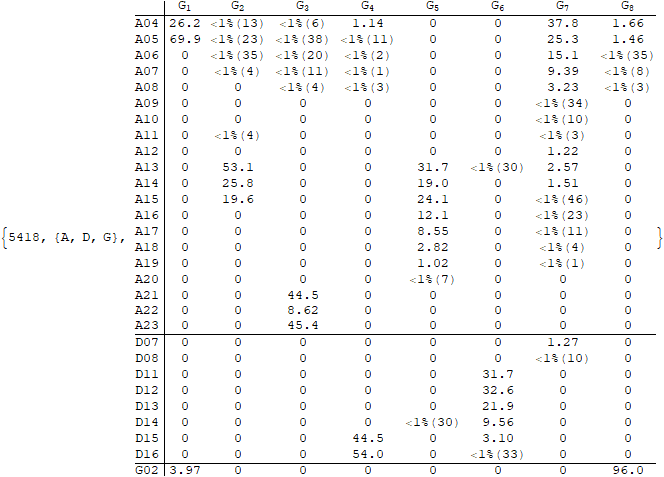 G1 G2 G3 G4 G5 G6 G7 G8
A04 26.2 <1%(13) <1%(6) 1.14 0 0 37.8 1.66
A05 69.9 <1%(23) <1%(38) <1%(11) 0 0 25.3 1.46
A06 0 <1%(35) <1%(20) <1%(2) 0 0 15.1 <1%(35)
A07 0 <1%(4) <1%(11) <1%(1) 0 0 9.39 <1%(8)
A08 0 0 <1%(4) <1%(3) 0 0 3.23 <1%(3)
A09 0 0 0 0 0 0 <1%(34) 0
A10 0 0 0 0 0 0 <1%(10) 0
A11 0 <1%(4) 0 0 0 0 <1%(3) 0
A12 0 0 0 0 0 0 1.22 0
A13 0 53.1 0 0 31.7 <1%(30) 2.57 0
A14 0 25.8 0 0 19.0 0 1.51 0
A15 0 19.6 0 0 24.1 0 <1%(46) 0
A16 0 0 0 0 12.1 0 <1%(23) 0
{5418, {A, D, G}, A17 0 0 0 0 8.55 0 <1%(11) 0 }
A18 0 0 0 0 2.82 0 <1%(4) 0
A19 0 0 0 0 1.02 0 <1%(1) 0
A20 0 0 0 0 <1%(7) 0 0 0
A21 0 0 44.5 0 0 0 0 0
A22 0 0 8.62 0 0 0 0 0
A23 0 0 45.4 0 0 0 0 0
D07 0 0 0 0 0 0 1.27 0
D08 0 0 0 0 0 0 <1%(10) 0
D11 0 0 0 0 0 31.7 0 0
D12 0 0 0 0 0 32.6 0 0
D13 0 0 0 0 0 21.9 0 0
D14 0 0 0 0 <1%(30) 9.56 0 0
D15 0 0 0 44.5 0 3.10 0 0
D16 0 0 0 54.0 0 <1%(33) 0 0
G02 3.97 0 0 0 0 0 0 96.0